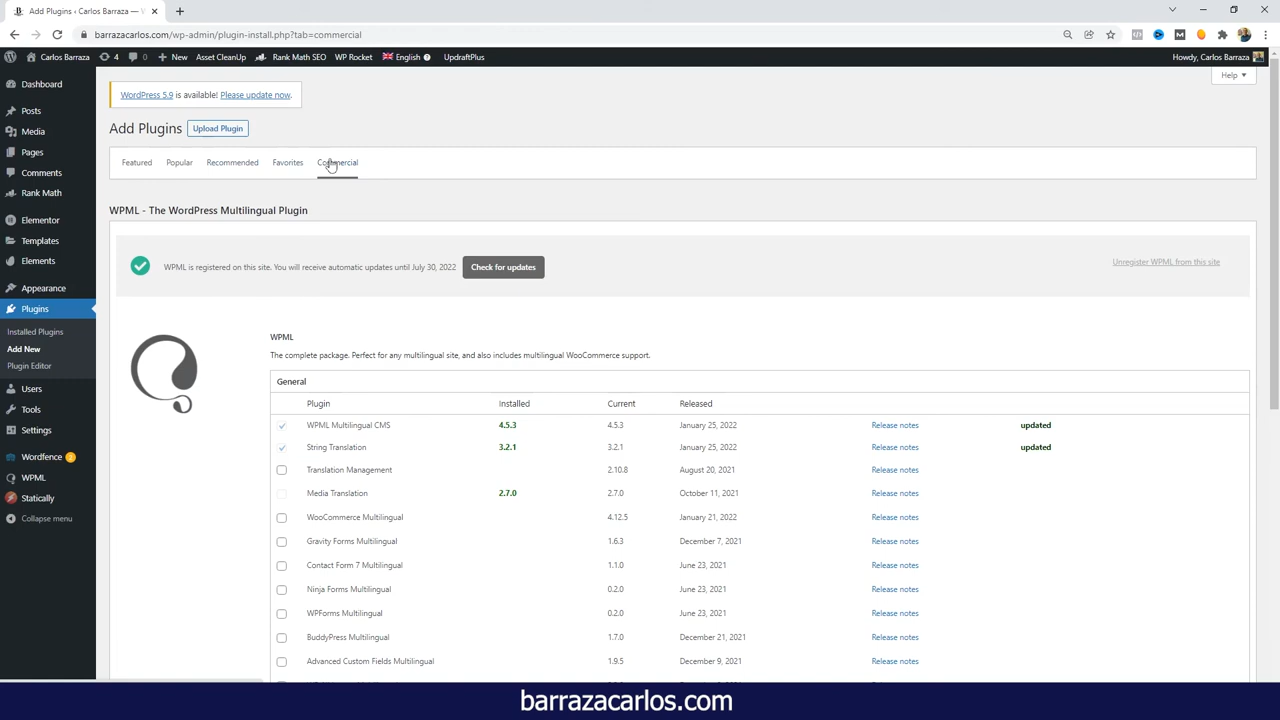 Add Plugins ‹ Carlos Barraza — W
barrazacarlos.com/wp-admin/plugin-install.php?tab=commercial
Carlos Barraza 4 0 New Asset CleanUp Rank Math SEO WP Rocket English UpdraftPlus Howdy, Carlos Barraza
Help
WordPress 5.9 is available! Please update now.
Add Plugins Upload Plugin
Featured Popular Recommended Favorites Commercial
WPML - The WordPress Multilingual Plugin
WPML is registered on this site. You will receive automatic updates until July 30, 2022 Check for updates Unregister WPML from this site
Dashboard
Posts
Media
Pages
Comments
Rank Math
Elementor
Templates
Elements
Appearance
Plugins
Installed Plugins
Add New
Plugin Editor
Users
Tools
Settings
Wordfence 2
WPML
Statically
Collapse menu
WPML
The complete package. Perfect for any multilingual site, and also includes multilingual WooCommerce support.
General
Plugin Installed Current Released
WPML Multilingual CMS 4.5.3 4.5.3 January 25, 2022 Release notes updated
String Translation 3.2.1 3.2.1 January 25, 2022 Release notes updated
Translation Management 2.10.8 August 20, 2021 Release notes
Media Translation 2.7.0 2.7.0 October 11, 2021 Release notes
WooCommerce Multilingual 4.12.5 January 21, 2022 Release notes
Gravity Forms Multilingual 1.6.3 December 7, 2021 Release notes
Contact Form 7 Multilingual 1.1.0 June 23, 2021 Release notes
Ninja Forms Multilingual 0.2.0 June 23, 2021 Release notes
WPForms Multilingual 0.2.0 June 23, 2021 Release notes
BuddyPress Multilingual 1.7.0 December 21, 2021 Release notes
Advanced Custom Fields Multilingual 1.9.5 December 9, 2021 Release notes
barrazacarlos.com